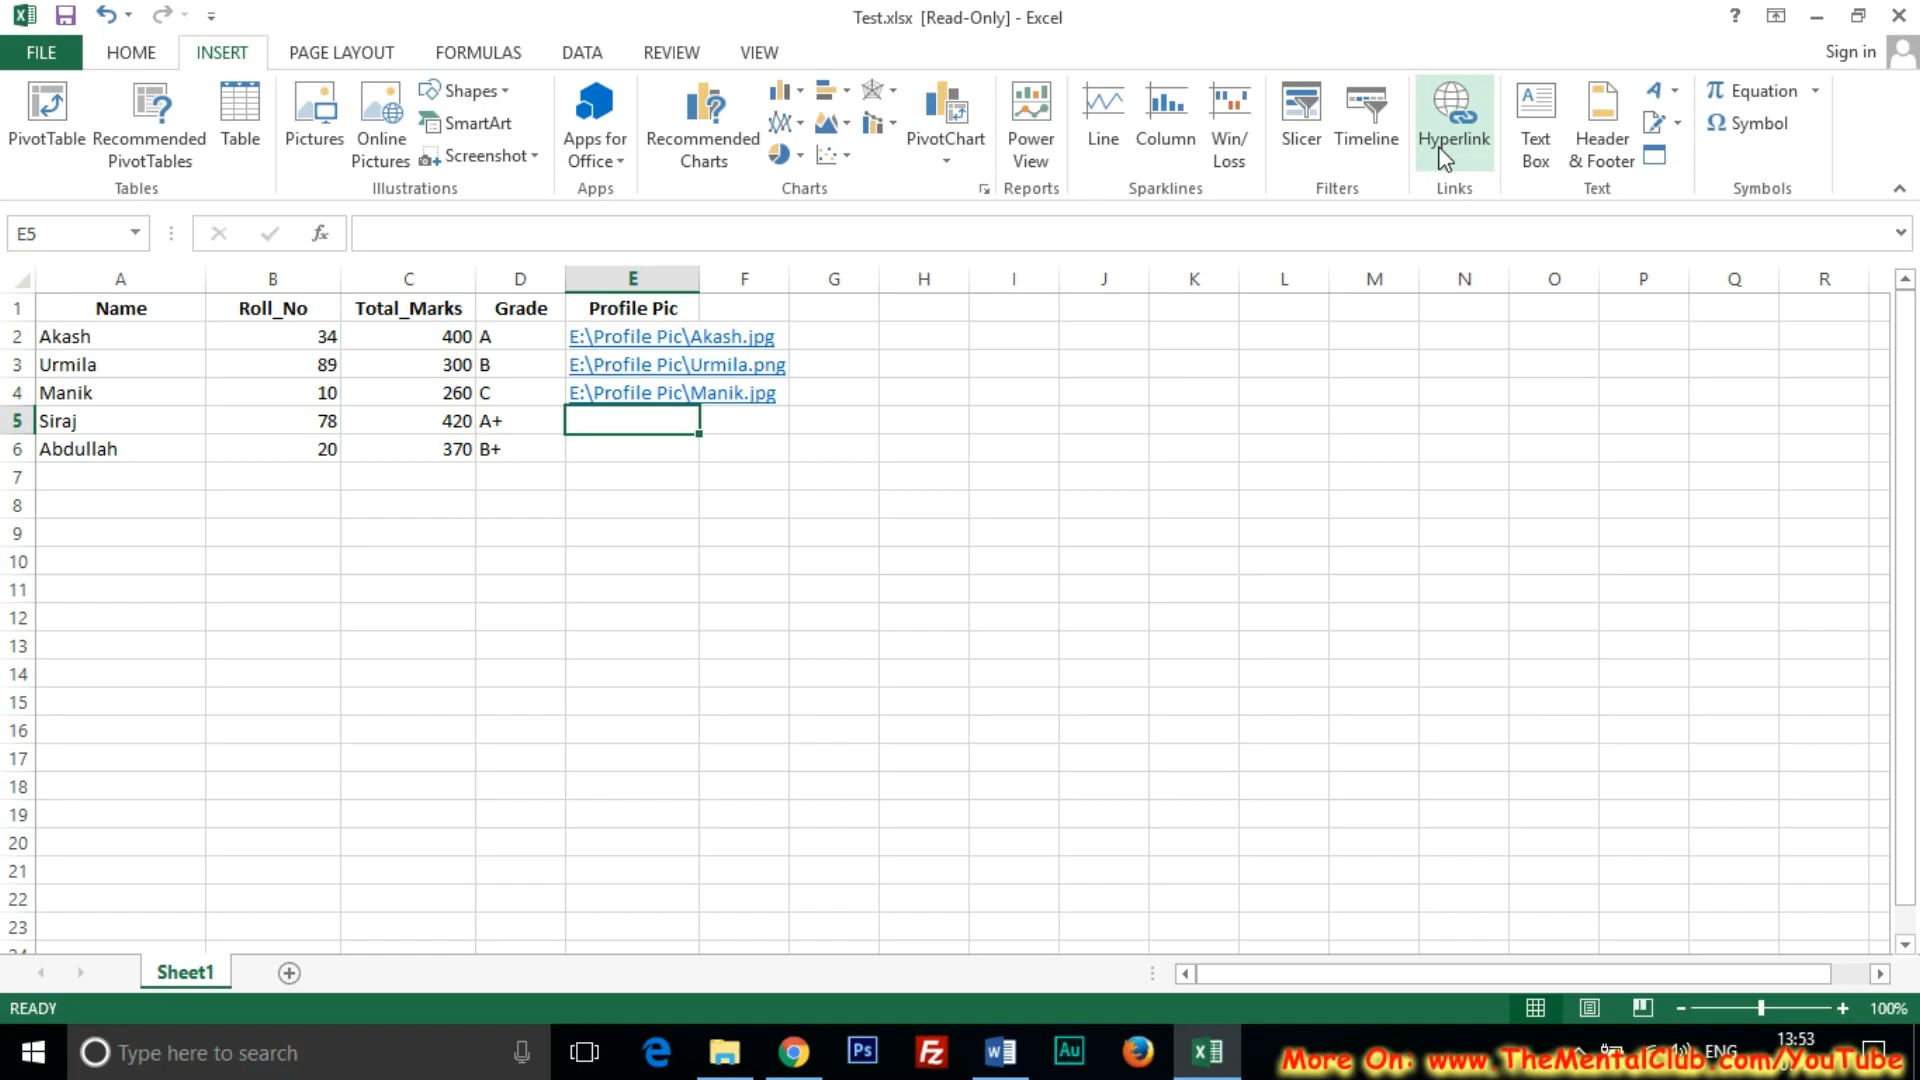 Test.xlsx [Read-Only] - Excel
FILE HOME INSERT PAGE LAYOUT FORMULAS DATA REVIEW VIEW Sign in
PivotTable
Recommended
PivotTables
Table
Tables
Pictures
Online
Pictures
Shapes
SmartArt
Screenshot
Illustrations
Apps for
Office
Apps
Recommended
Charts
PivotChart
Charts
Power
View
Reports
Line
Column
Win/
Loss
Sparklines
Slicer
Timeline
Filters
Hyperlink
Links
Text
Box
Header
& Footer
Text
π Equation
Ω Symbol
Symbols
E5 fx
A B C D E F G H I J K L M N O P Q R
1 Name Roll_No Total_Marks Grade Profile Pic
2 Akash 34 400 A E:\Profile Pic\Akash.jpg
3 Urmila 89 300 B E:\Profile Pic\Urmila.png
4 Manik 10 260 C E:\Profile Pic\Manik.jpg
5 Siraj 78 420 A+
6 Abdullah 20 370 B+
7
8
9
10
11
12
13
14
15
16
17
18
19
20
21
22
23
Sheet1
READY 100%
Type here to search
Ps
Fz
Au
ENG
13:53
More On: www.TheMentalClub.com/YouTube